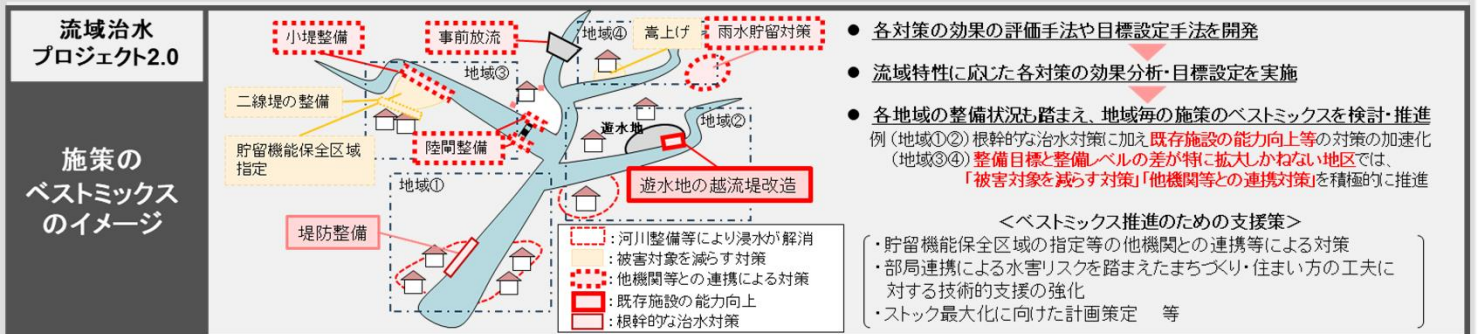 流域治水
プロジェクト2.0
施策の
ベストミックス
のイメージ
小堤整備
事前放流
地域④
嵩上げ
雨水貯留対策
地域③
二線堤の整備
貯留機能保全区域
指定
陸閘整備
遊水地
地域②
地域①
遊水地の越流堤改造
堤防整備
:河川整備等により浸水が解消
:被害対象を減らす対策
:他機関等との連携による対策
:既存施設の能力向上
:根幹的な治水対策
● 各対策の効果の評価手法や目標設定手法を開発
● 流域特性に応じた各対策の効果分析・目標設定を実施
● 各地域の整備状況も踏まえ、地域毎の施策のベストミックスを検討・推進
例(地域①②)根幹的な治水対策に加え既存施設の能力向上等の対策の加速化
(地域③④)整備目標と整備レベルの差が特に拡大しかねない地区では、
「被害対象を減らす対策」「他機関等との連携対策」を積極的に推進
<ベストミックス推進のための支援策>
・貯留機能保全区域の指定等の他機関との連携等による対策
・部局連携による水害リスクを踏まえたまちづくり・住まい方の工夫に
対する技術的支援の強化
・ストック最大化に向けた計画策定 等